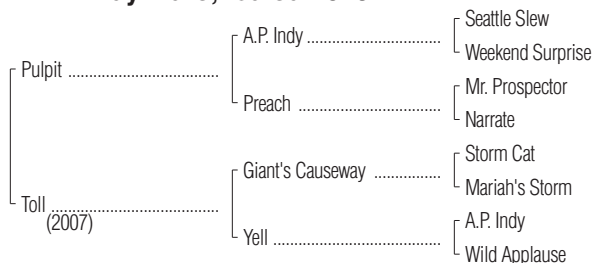 Seattle Slew
A.P. Indy
Weekend Surprise
Pulpit
Mr. Prospector
Preach
Narrate
Storm Cat
Giant's Causeway
Mariah's Storm
Toll
(2007)
A.P. Indy
Yell
Wild Applause